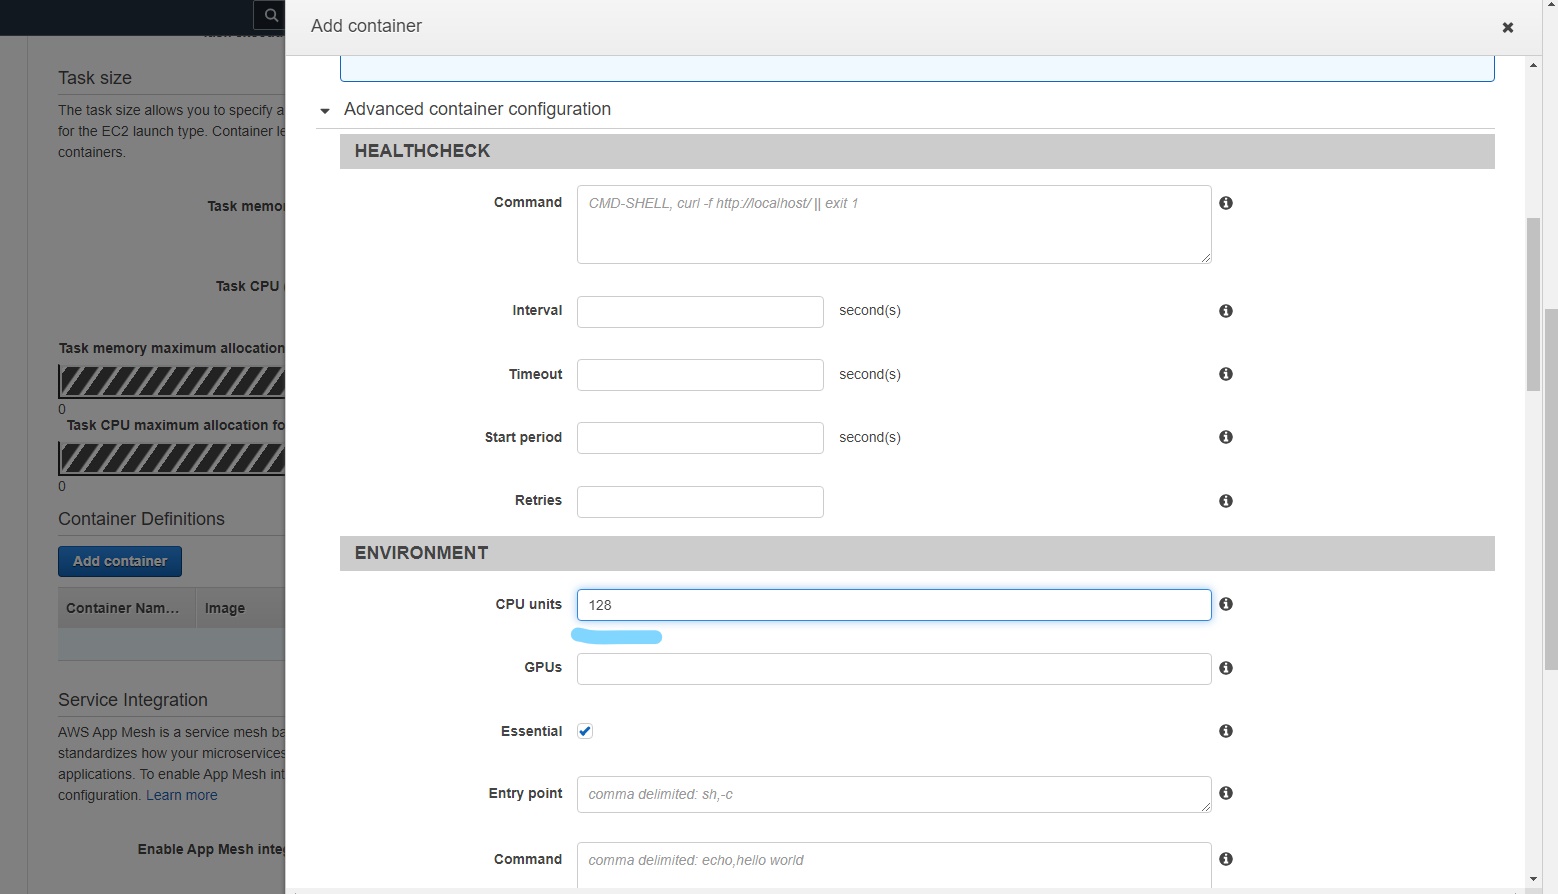 Add container
Task size
The task size allows you to specify a
for the EC2 launch type. Container le
containers.
Task memor
Task CPU
Task memory maximum allocation
0
Task CPU maximum allocation fo
0
Container Definitions
Add container
Container Nam...
Image
Service Integration
AWS App Mesh is a service mesh ba
standardizes how your microservices
applications. To enable App Mesh int
configuration. Learn more
Enable App Mesh inte
Advanced container configuration
HEALTHCHECK
Command
CMD-SHELL, curl -f http://localhost/ || exit 1
Interval
second(s)
Timeout
second(s)
Start period
second(s)
Retries
ENVIRONMENT
CPU units
128
GPUs
Essential
Entry point
comma delimited: sh,-c
Command
comma delimited: echo,hello world